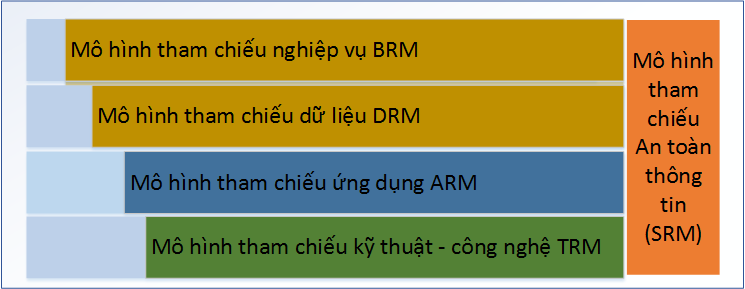 Mô hình tham chiếu nghiệp vụ BRM
Mô hình tham chiếu dữ liệu DRM
Mô hình tham chiếu ứng dụng ARM
Mô hình tham chiếu kỹ thuật - công nghệ TRM
Mô hình
tham
chiếu
An toàn
thông
tin
(SRM)